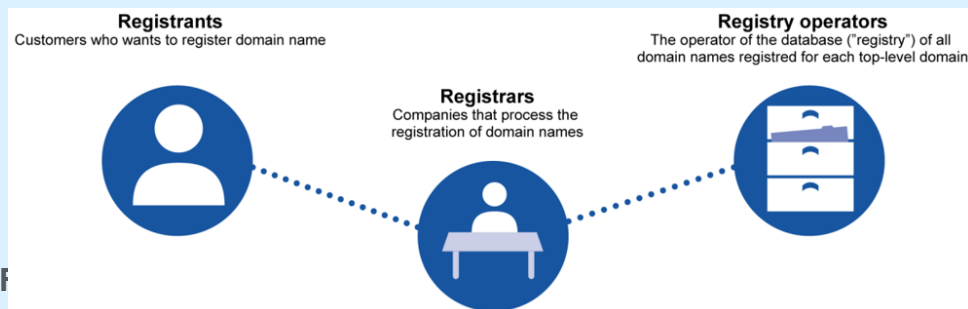 Registrants
Customers who wants to register domain name
Registrars
Companies that process the
registration of domain names
Registry operators
The operator of the database ("registry") of all
domain names registred for each top-level domain